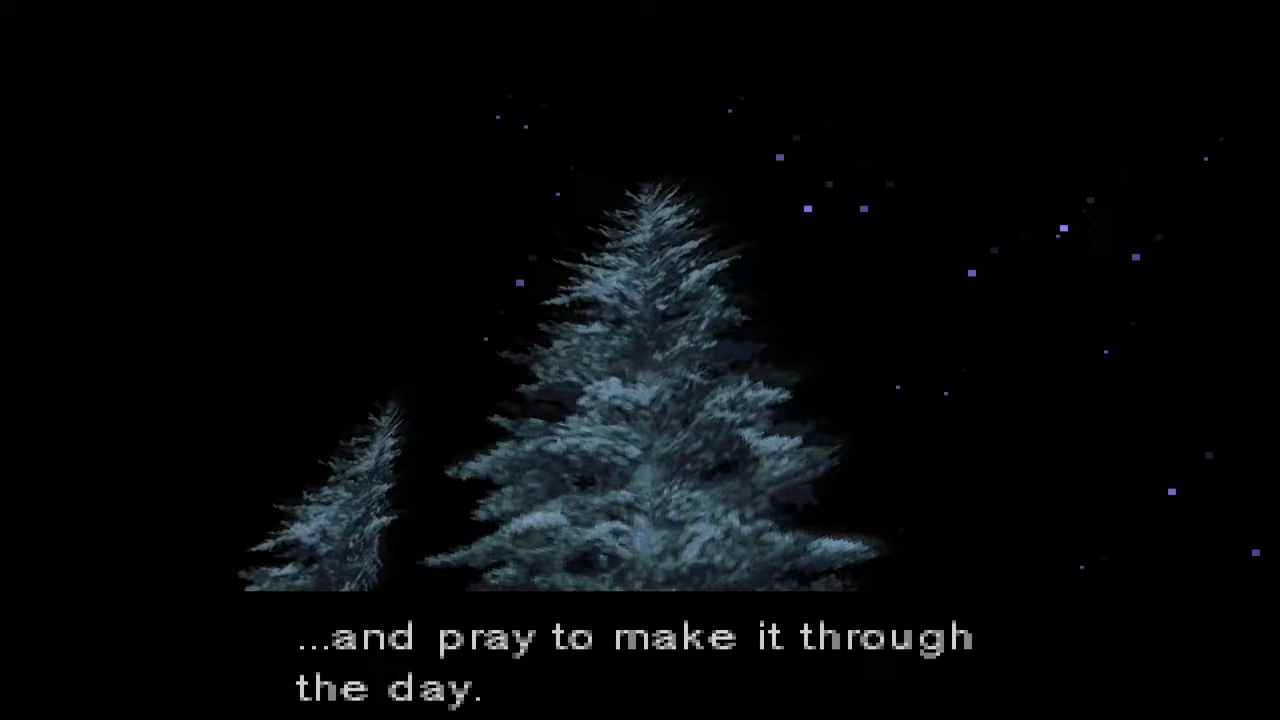 ...and pray to make it through
the day.